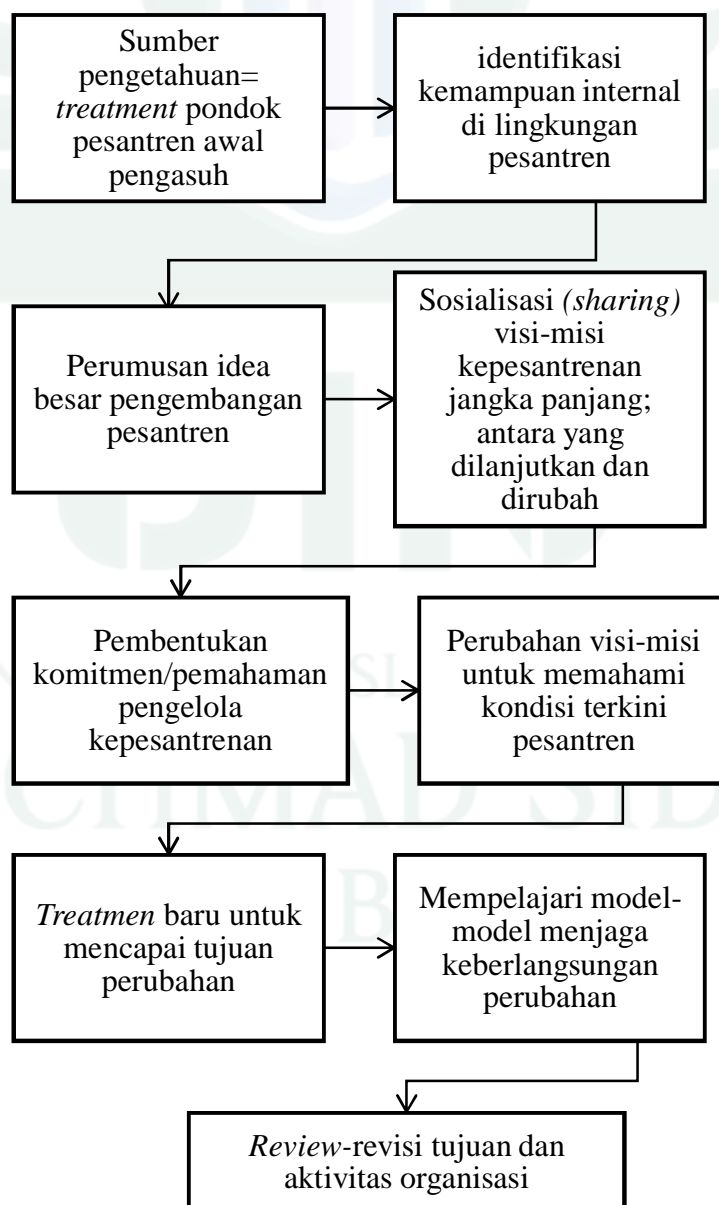 Sumber
pengetahuan=
treatment pondok
pesantren awal
pengasuh
identifikasi
kemampuan internal
di lingkungan
pesantren
Perumusan idea
besar pengembangan
pesantren
Sosialisasi (sharing)
visi-misi
kepesantrenan
jangka panjang;
antara yang
dilanjutkan dan
dirubah
Pembentukan
komitmen/pemahaman
pengelola
kepesantrenan
Perubahan visi-misi
untuk memahami
kondisi terkini
pesantren
Treatmen baru untuk
mencapai tujuan
perubahan
Mempelajari model-
model menjaga
keberlangsungan
perubahan
Review-revisi tujuan dan
aktivitas organisasi